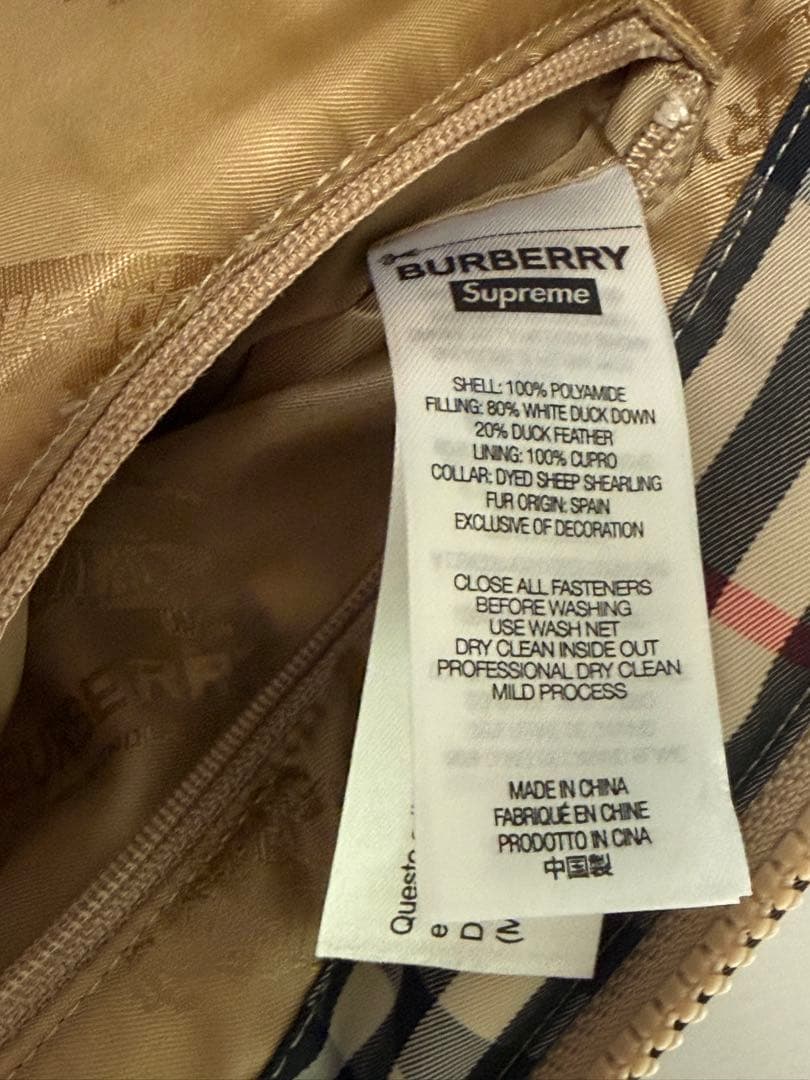 BURBERRY
Supreme
SHELL: 100% POLYAMIDE
FILLING: 80% WHITE DUCK DOWN
20% DUCK FEATHER
LINING: 100% CUPRO
COLLAR: DYED SHEEP SHEARLING
FUR ORIGIN: SPAIN
EXCLUSIVE OF DECORATION
CLOSE ALL FASTENERS
BEFORE WASHING
USE WASH NET
DRY CLEAN INSIDE OUT
PROFESSIONAL DRY CLEAN
MILD PROCESS
MADE IN CHINA
FABRIQUÉ EN CHINE
PRODOTTO IN CINA
中国製
Questo
e
D
(M